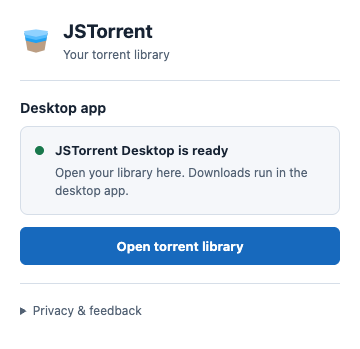 JSTorrent
Your torrent library
Desktop app
JSTorrent Desktop is ready
Open your library here. Downloads run in the
desktop app.
Open torrent library
Privacy & feedback